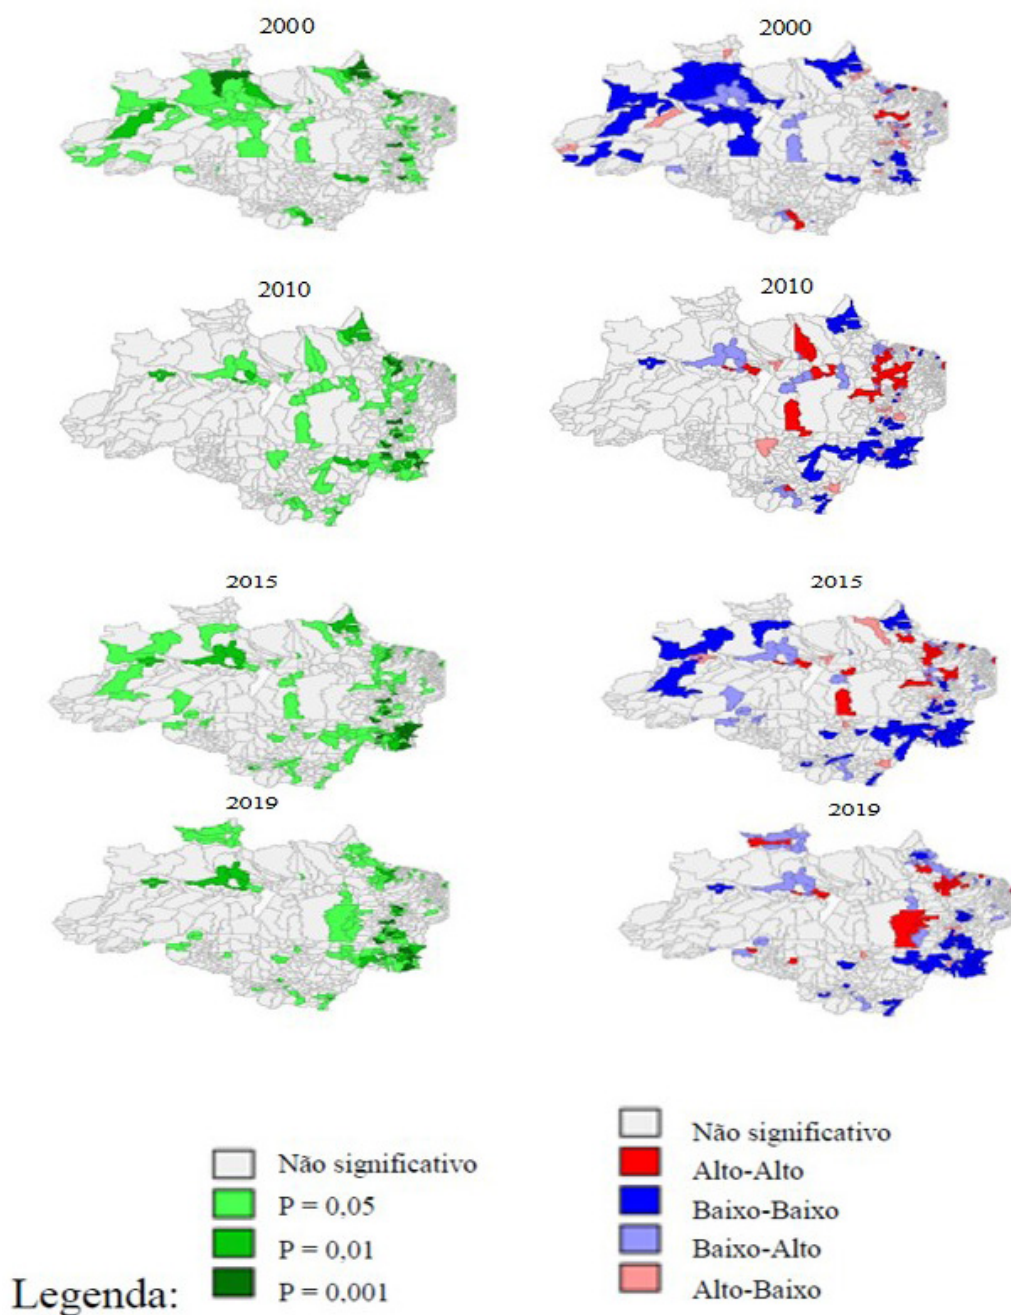 2000
2000
2010
2010
2015
2015
2019
2019
Não significativo
P = 0,05
P = 0,01
P = 0,001
Legenda:
Não significativo
Alto-Alto
Baixo-Baixo
Baixo-Alto
Alto-Baixo